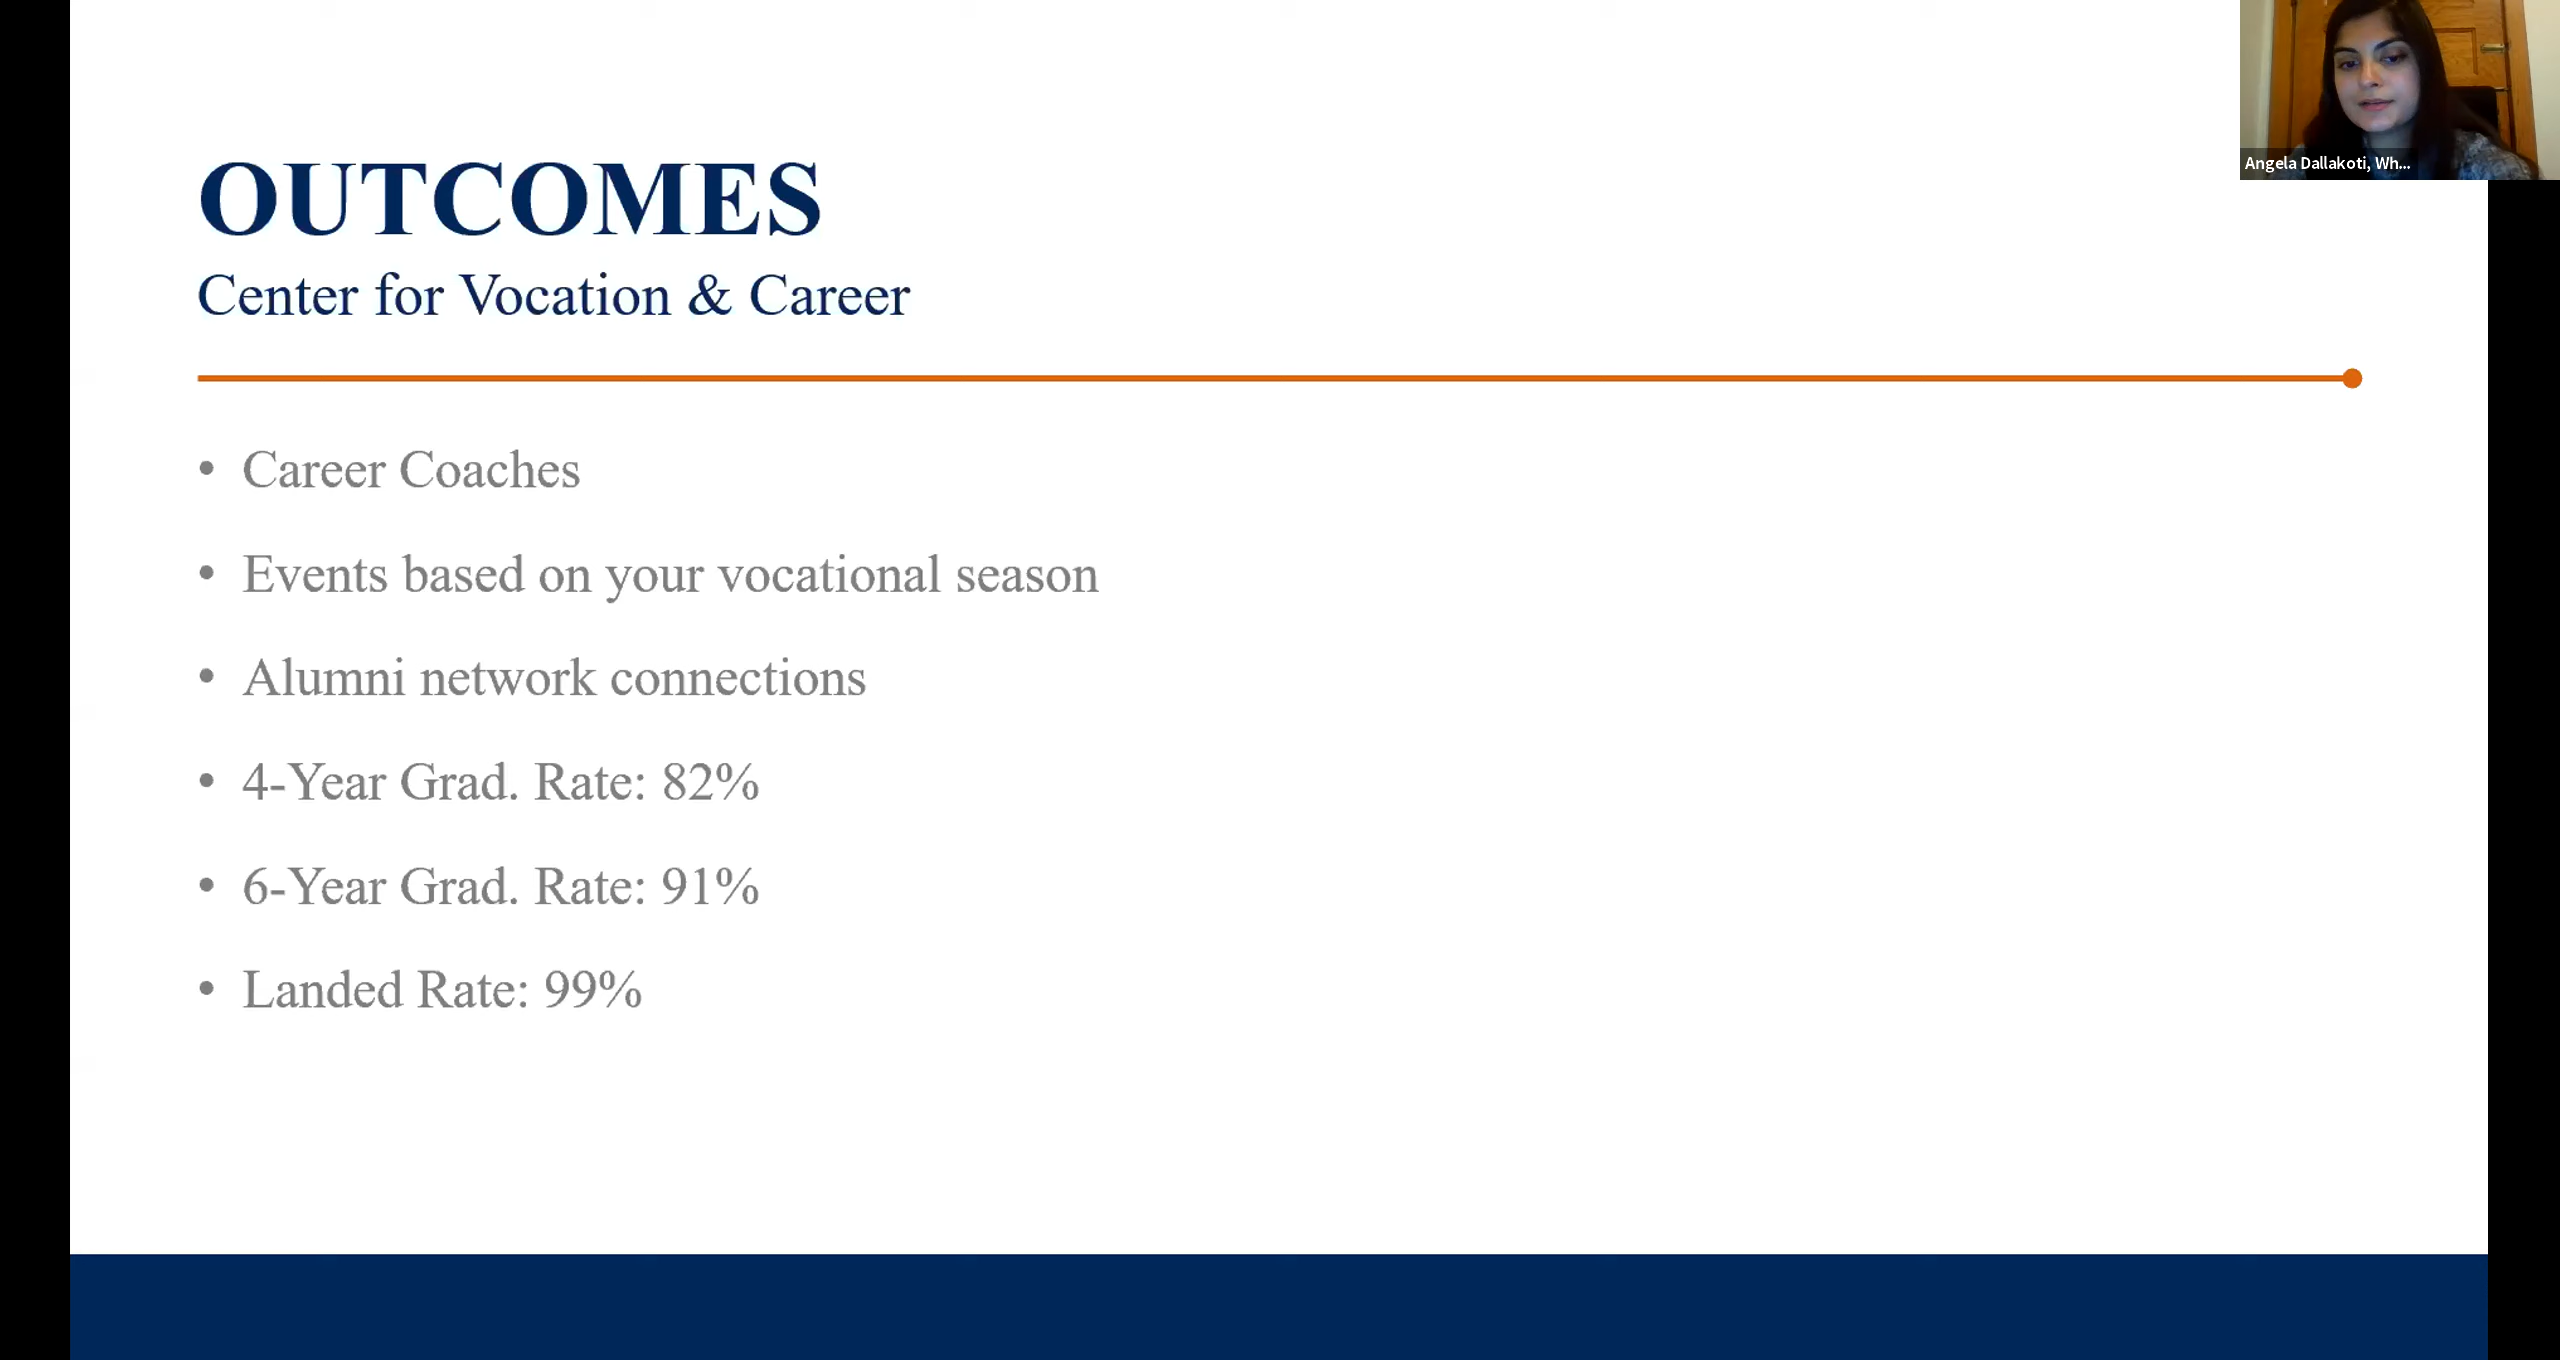 OUTCOMES
Center for Vocation & Career
• Career Coaches
• Events based on your vocational season
• Alumni network connections
• 4-Year Grad. Rate: 82%
• 6-Year Grad. Rate: 91%
• Landed Rate: 99%
Angela Dallakoti, Wh...